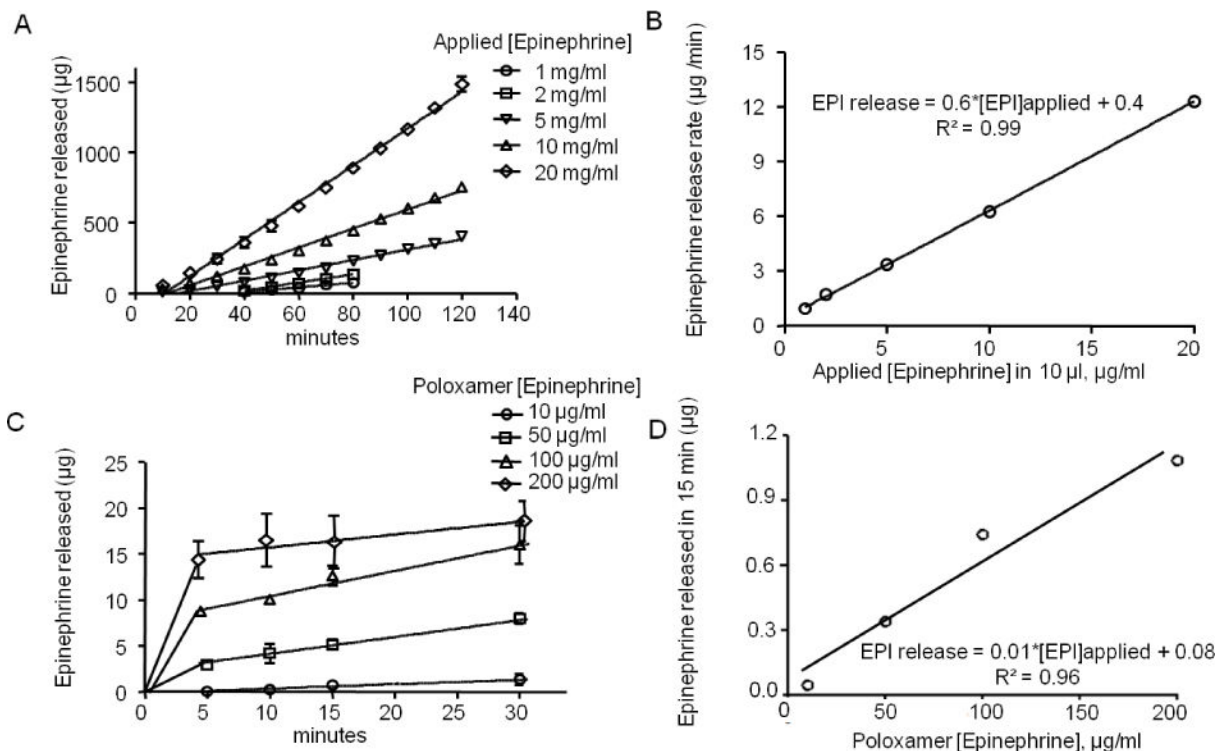 A
Applied [Epinephrine]
1 mg/ml
2 mg/ml
5 mg/ml
10 mg/ml
20 mg/ml
Epinephrine released (µg)
1500
1000
500
0
0 20 40 60 80 100 120 140
minutes
B
EPI release = 0.6*[EPI]applied + 0.4
R² = 0.99
Epinephrine release rate (µg /min)
15
12
9
6
3
0
0 5 10 15 20
Applied [Epinephrine] in 10 µl, µg/ml
C
Poloxamer [Epinephrine]
10 µg/ml
50 µg/ml
100 µg/ml
200 µg/ml
Epinephrine released (µg)
25
20
15
10
5
0
0 5 10 15 20 25 30
minutes
D
Epinephrine released in 15 min (µg)
1.2
0.9
0.6
0.3
0.0
EPI release = 0.01*[EPI]applied + 0.08
R² = 0.96
0 50 100 150 200
Poloxamer [Epinephrine], µg/ml